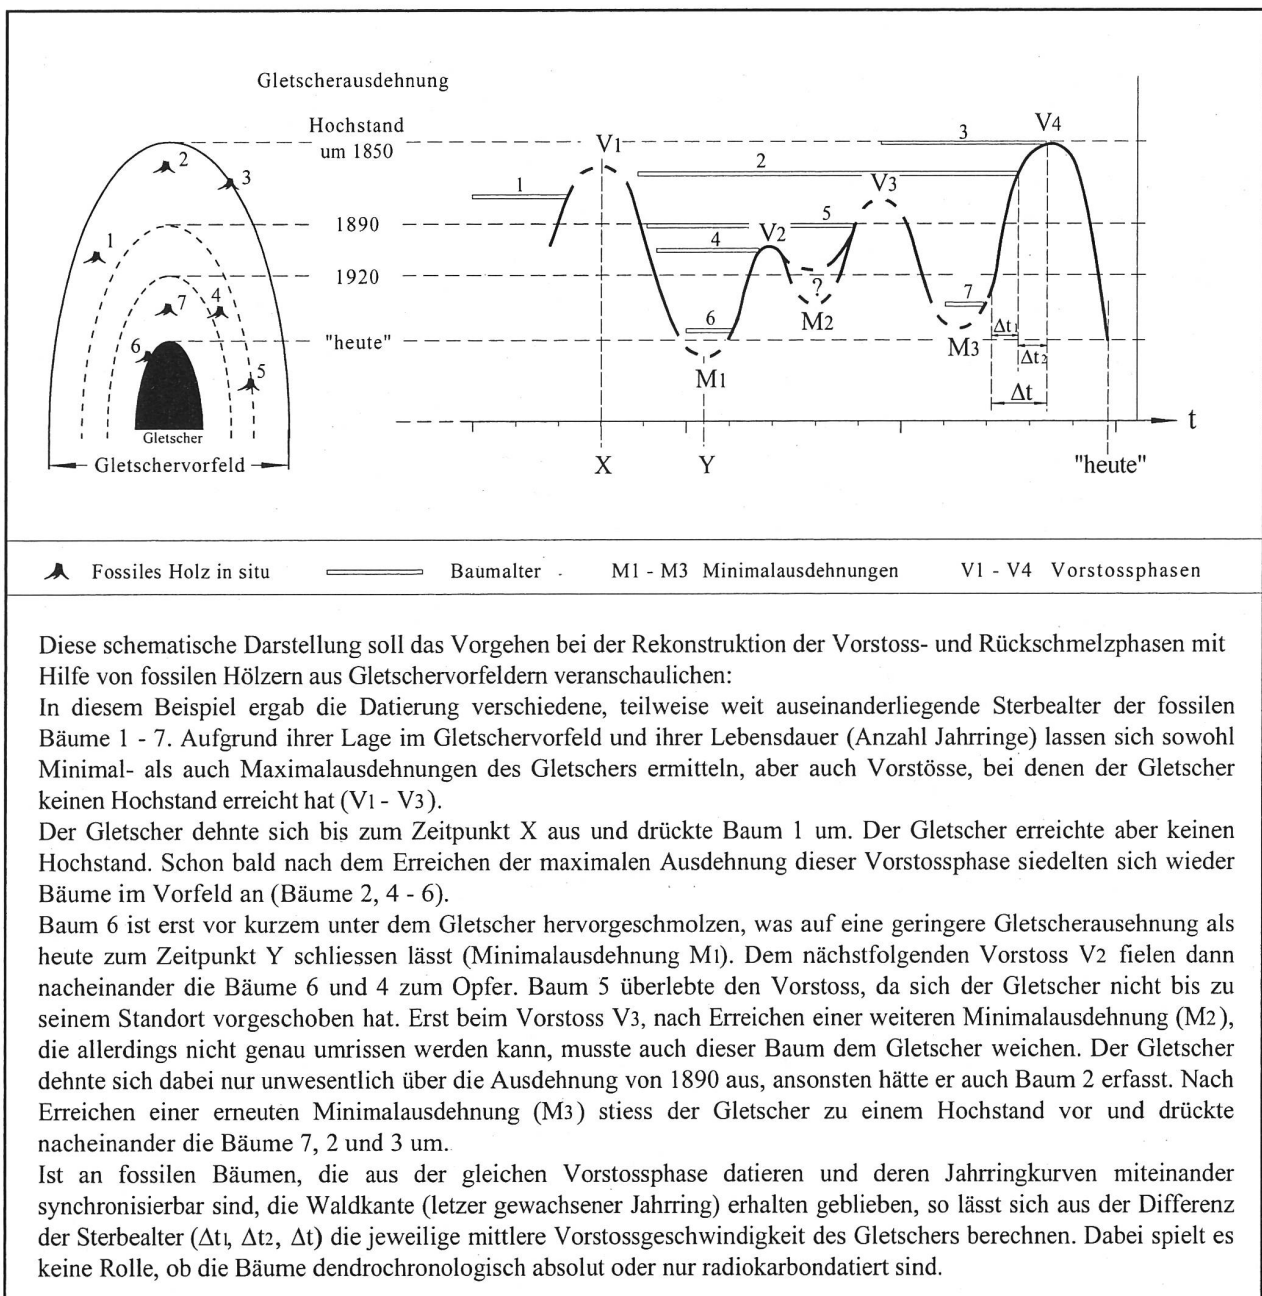 Gletscherausdehnung
Hochstand
um 1850
1890
1920
"heute"
1
2
3
4
5
6
7
Gletscher
Gletschervorfeld
1
2
3
4
5
6
7
V1
V2
V3
V4
?
M1
M2
M3
Δt1
Δt2
Δt
t
X
Y
"heute"
Fossiles Holz in situ
Baumalter
M1 - M3 Minimalausdehnungen
V1 - V4 Vorstossphasen
Diese schematische Darstellung soll das Vorgehen bei der Rekonstruktion der Vorstoss- und Rückschmelzphasen mit
Hilfe von fossilen Hölzern aus Gletschervorfeldern veranschaulichen:
In diesem Beispiel ergab die Datierung verschiedene, teilweise weit auseinanderliegende Sterbealter der fossilen
Bäume 1 - 7. Aufgrund ihrer Lage im Gletschervorfeld und ihrer Lebensdauer (Anzahl Jahrringe) lassen sich sowohl
Minimal- als auch Maximalausdehnungen des Gletschers ermitteln, aber auch Vorstösse, bei denen der Gletscher
keinen Hochstand erreicht hat (V1 - V3).
Der Gletscher dehnte sich bis zum Zeitpunkt X aus und drückte Baum 1 um. Der Gletscher erreichte aber keinen
Hochstand. Schon bald nach dem Erreichen der maximalen Ausdehnung dieser Vorstossphase siedelten sich wieder
Bäume im Vorfeld an (Bäume 2, 4 - 6).
Baum 6 ist erst vor kurzem unter dem Gletscher hervorgeschmolzen, was auf eine geringere Gletscherausehnung als
heute zum Zeitpunkt Y schliessen lässt (Minimalausdehnung M1). Dem nächstfolgenden Vorstoss V2 fielen dann
nacheinander die Bäume 6 und 4 zum Opfer. Baum 5 überlebte den Vorstoss, da sich der Gletscher nicht bis zu
seinem Standort vorgeschoben hat. Erst beim Vorstoss V3, nach Erreichen einer weiteren Minimalausdehnung (M2),
die allerdings nicht genau umrissen werden kann, musste auch dieser Baum dem Gletscher weichen. Der Gletscher
dehnte sich dabei nur unwesentlich über die Ausdehnung von 1890 aus, ansonsten hätte er auch Baum 2 erfasst. Nach
Erreichen einer erneuten Minimalausdehnung (M3) stiess der Gletscher zu einem Hochstand vor und drückte
nacheinander die Bäume 7, 2 und 3 um.
Ist an fossilen Bäumen, die aus der gleichen Vorstossphase datieren und deren Jahrringkurven miteinander
synchronisierbar sind, die Waldkante (letzer gewachsener Jahrring) erhalten geblieben, so lässt sich aus der Differenz
der Sterbealter (Δt1, Δt2, Δt) die jeweilige mittlere Vorstossgeschwindigkeit des Gletschers berechnen. Dabei spielt es
keine Rolle, ob die Bäume dendrochronologisch absolut oder nur radiokarbondatiert sind.